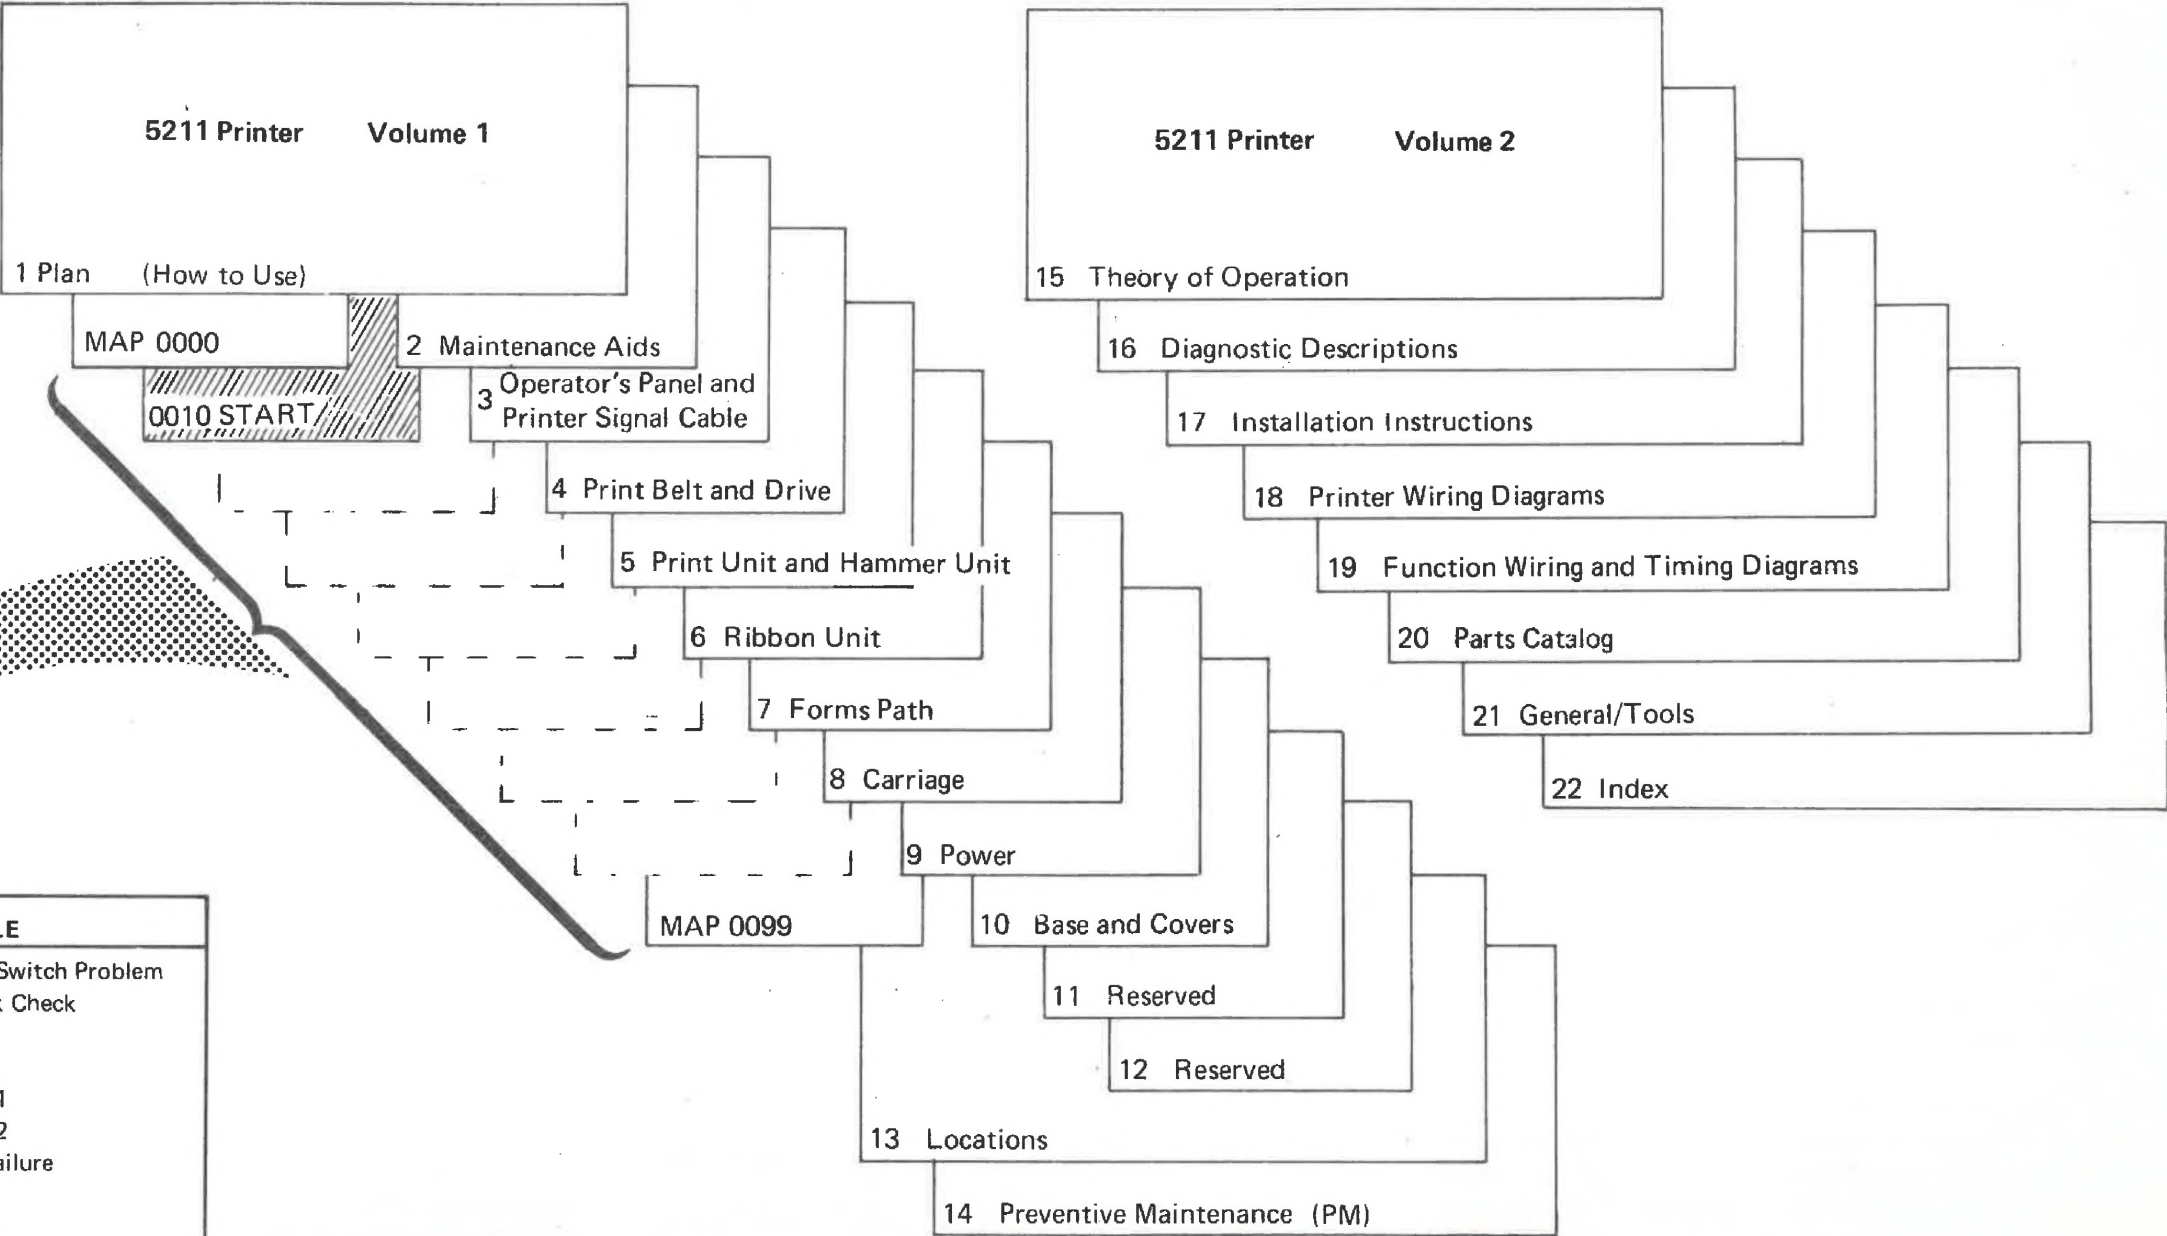 5211 Printer Volume 1
1 Plan (How to Use)
MAP 0000
0010 START
2 Maintenance Aids
3 Operator's Panel and
Printer Signal Cable
4 Print Belt and Drive
5 Print Unit and Hammer Unit
6 Ribbon Unit
7 Forms Path
8 Carriage
9 Power
MAP 0099
10 Base and Covers
11 Reserved
12 Reserved
13 Locations
14 Preventive Maintenance (PM)
5211 Printer Volume 2
15 Theory of Operation
16 Diagnostic Descriptions
17 Installation Instructions
18 Printer Wiring Diagrams
19 Function Wiring and Timing Diagrams
20 Parts Catalog
21 General/Tools
22 Index
Switch Problem
Check
2